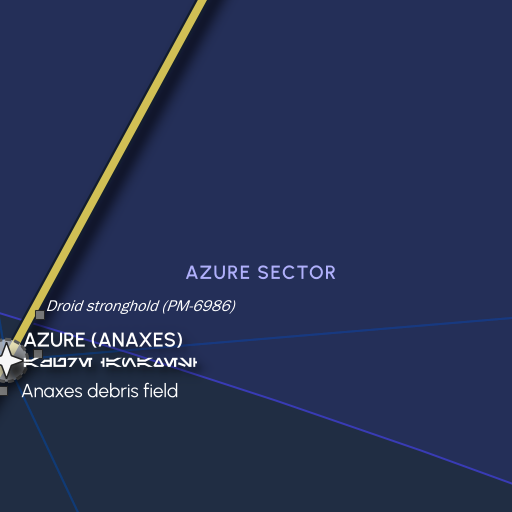 AZURE SECTOR
Droid stronghold (PM-6986)
AZURE (ANAXES)
Anaxes debris field